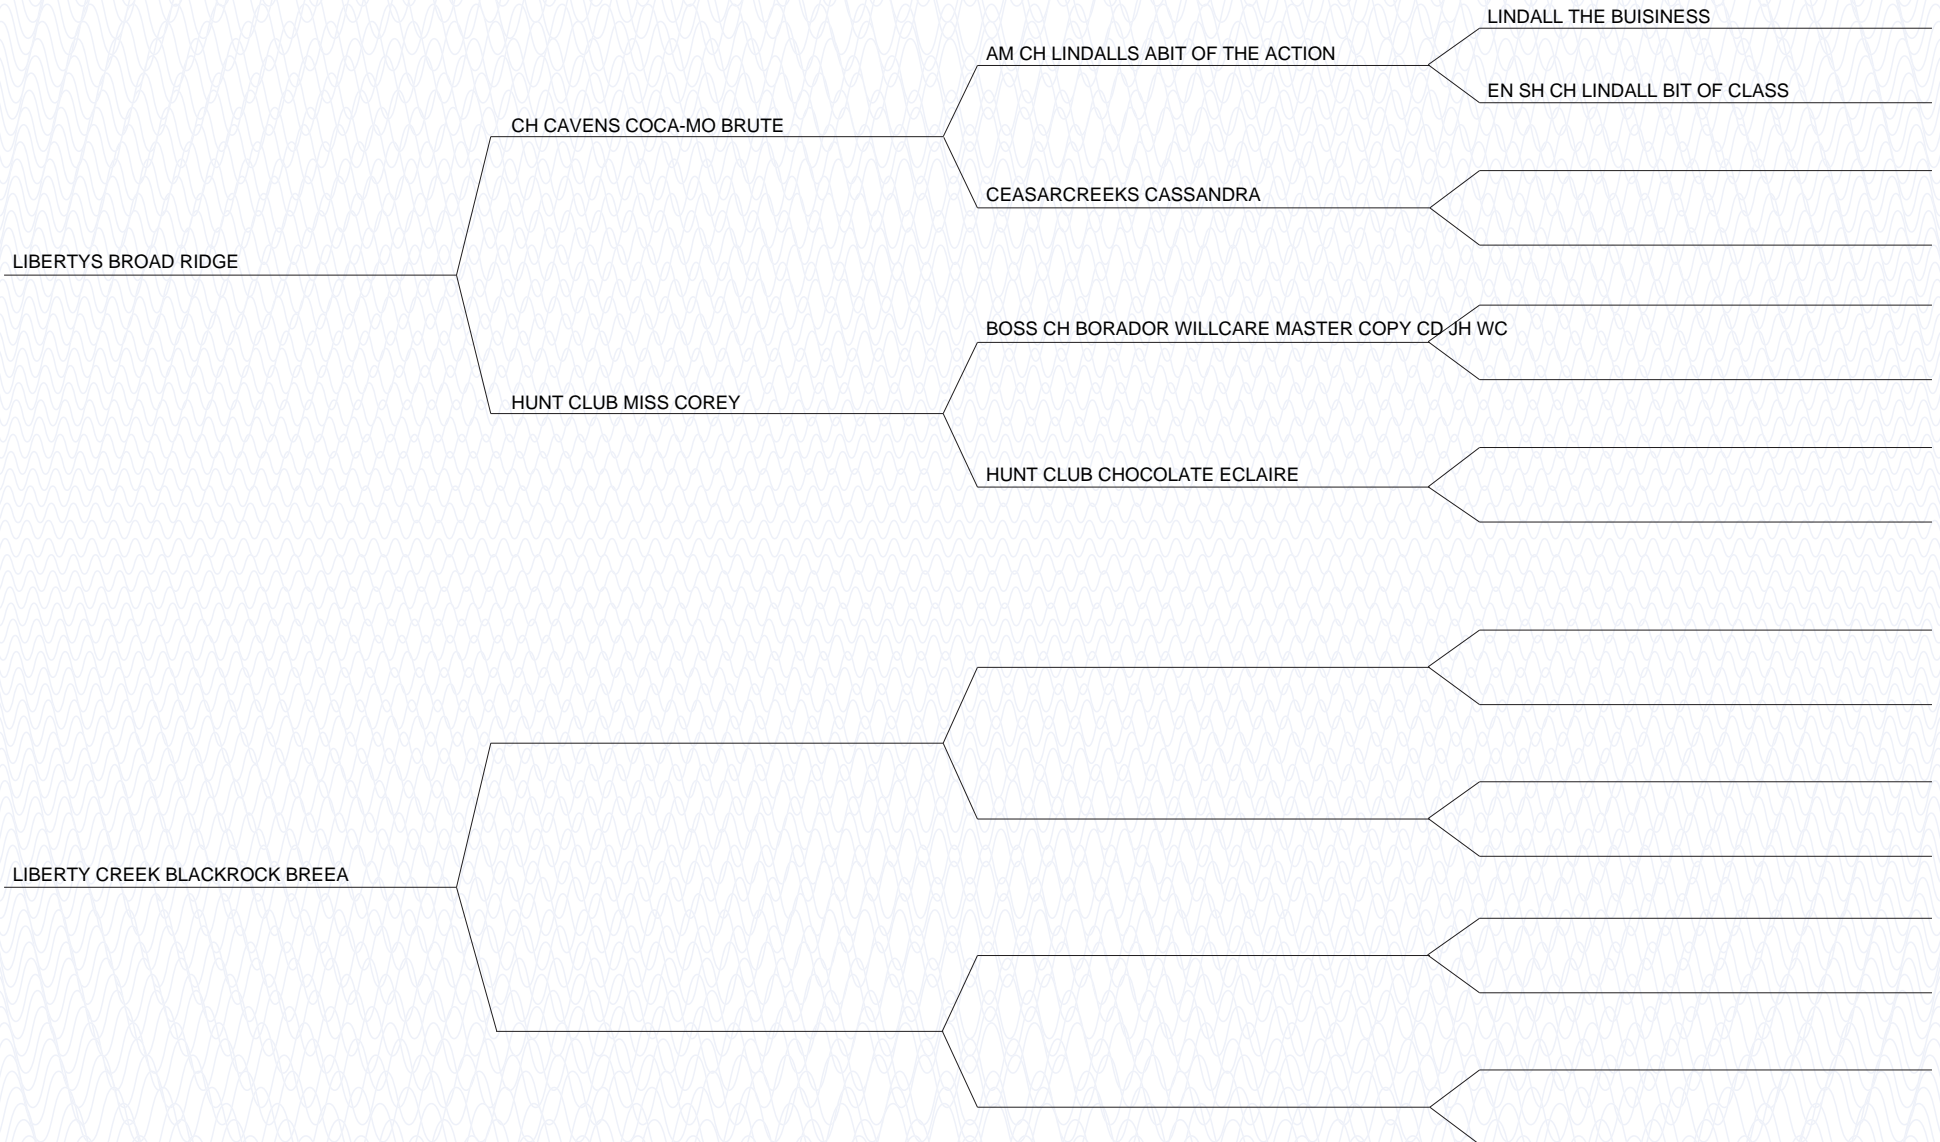 LINDALL THE BUISINESS
AM CH LINDALLS ABIT OF THE ACTION
EN SH CH LINDALL BIT OF CLASS
CH CAVENS COCA-MO BRUTE
CEASARCREEKS CASSANDRA
LIBERTYS BROAD RIDGE
BOSS CH BORADOR WILLCARE MASTER COPY CD JH WC
HUNT CLUB MISS COREY
HUNT CLUB CHOCOLATE ECLAIRE
LIBERTY CREEK BLACKROCK BREEA